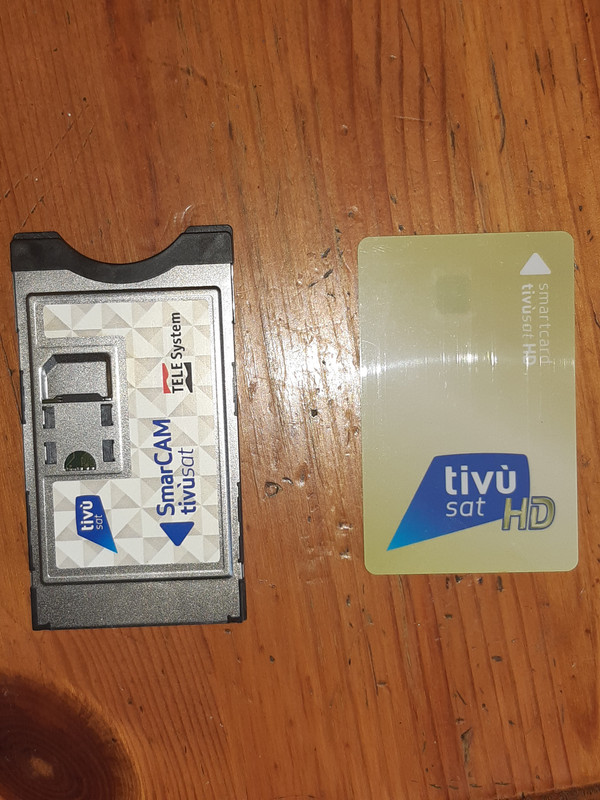 TELE System
SmarCAM
tivùsat
tivù
sat
smartcard
tivùsat HD
tivù
sat
HD